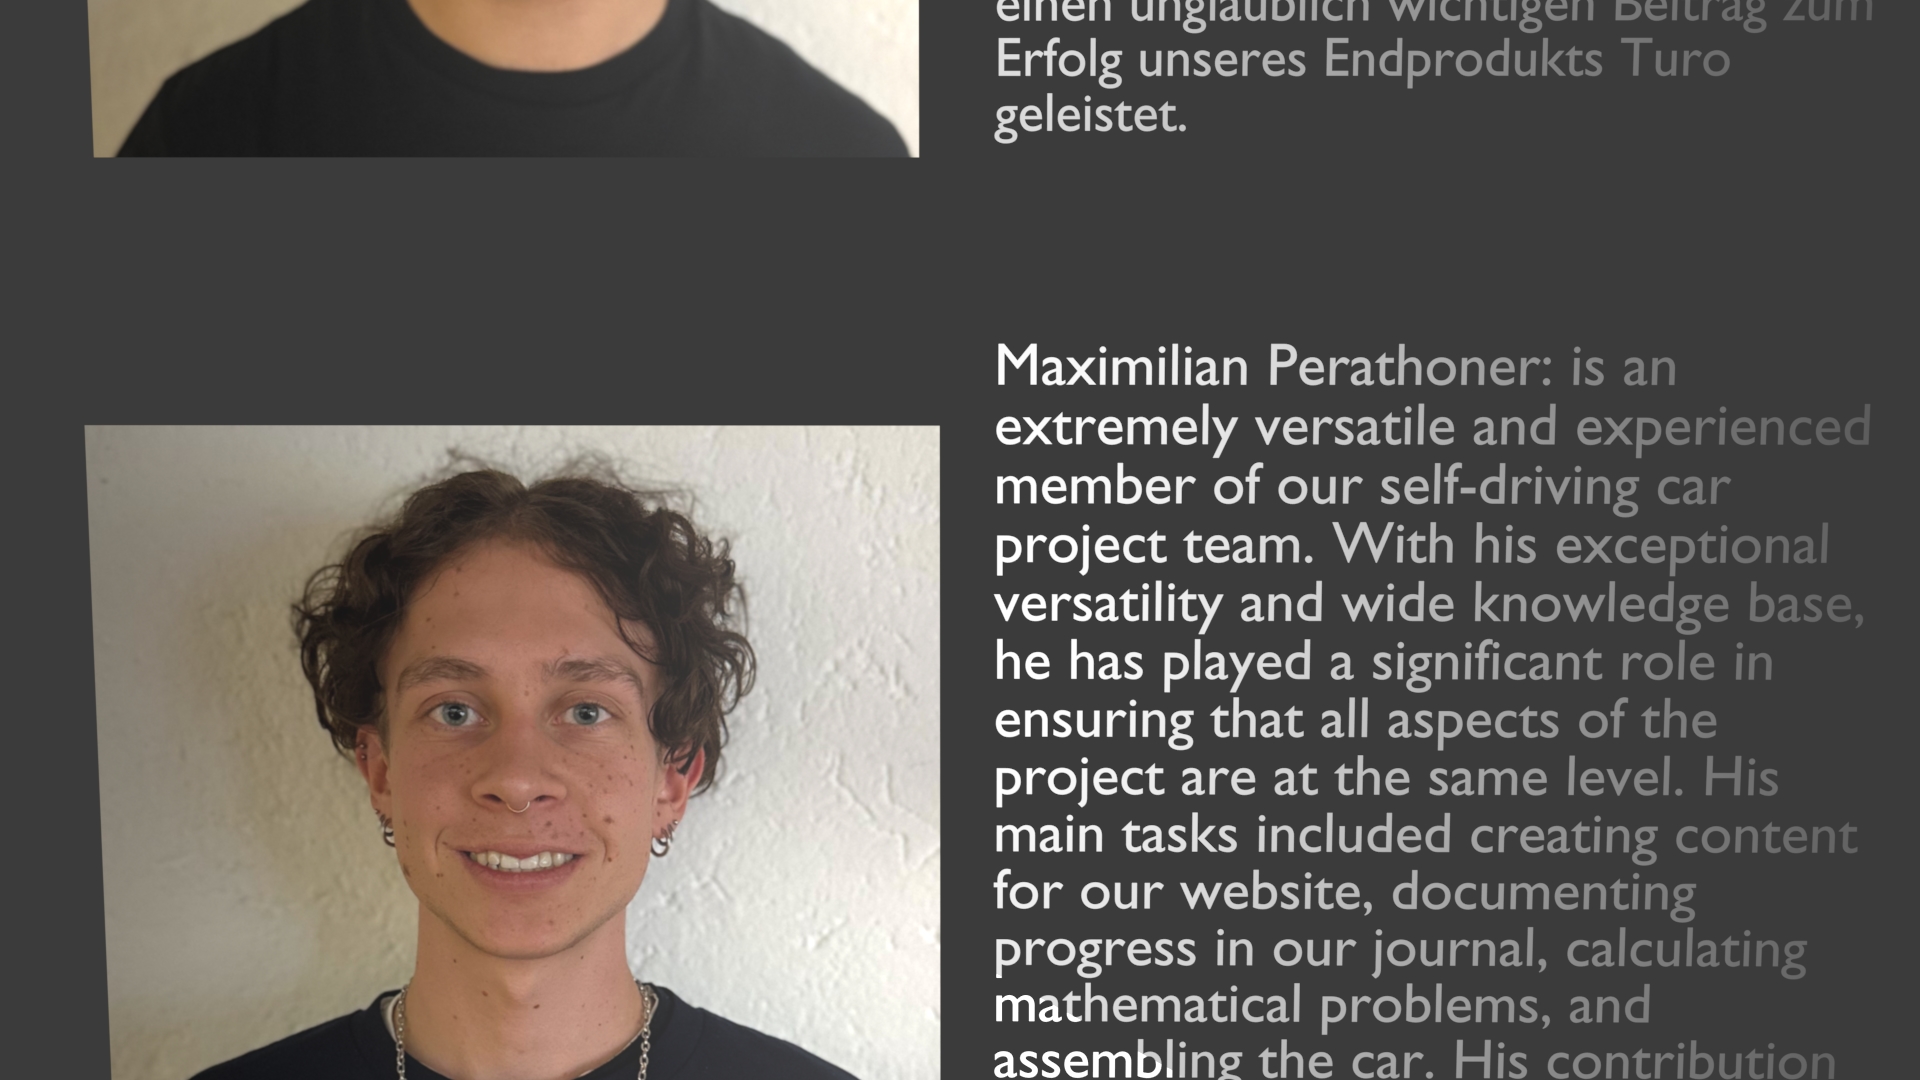 einen unglaublich wichtigen Beitrag zum
Erfolg unseres Endprodukts Turo
geleistet.
Maximilian Perathoner: is an
extremely versatile and experienced
member of our self-driving car
project team. With his exceptional
versatility and wide knowledge base,
he has played a significant role in
ensuring that all aspects of the
project are at the same level. His
main tasks included creating content
for our website, documenting
progress in our journal, calculating
mathematical problems, and
assembling the car. His contribution